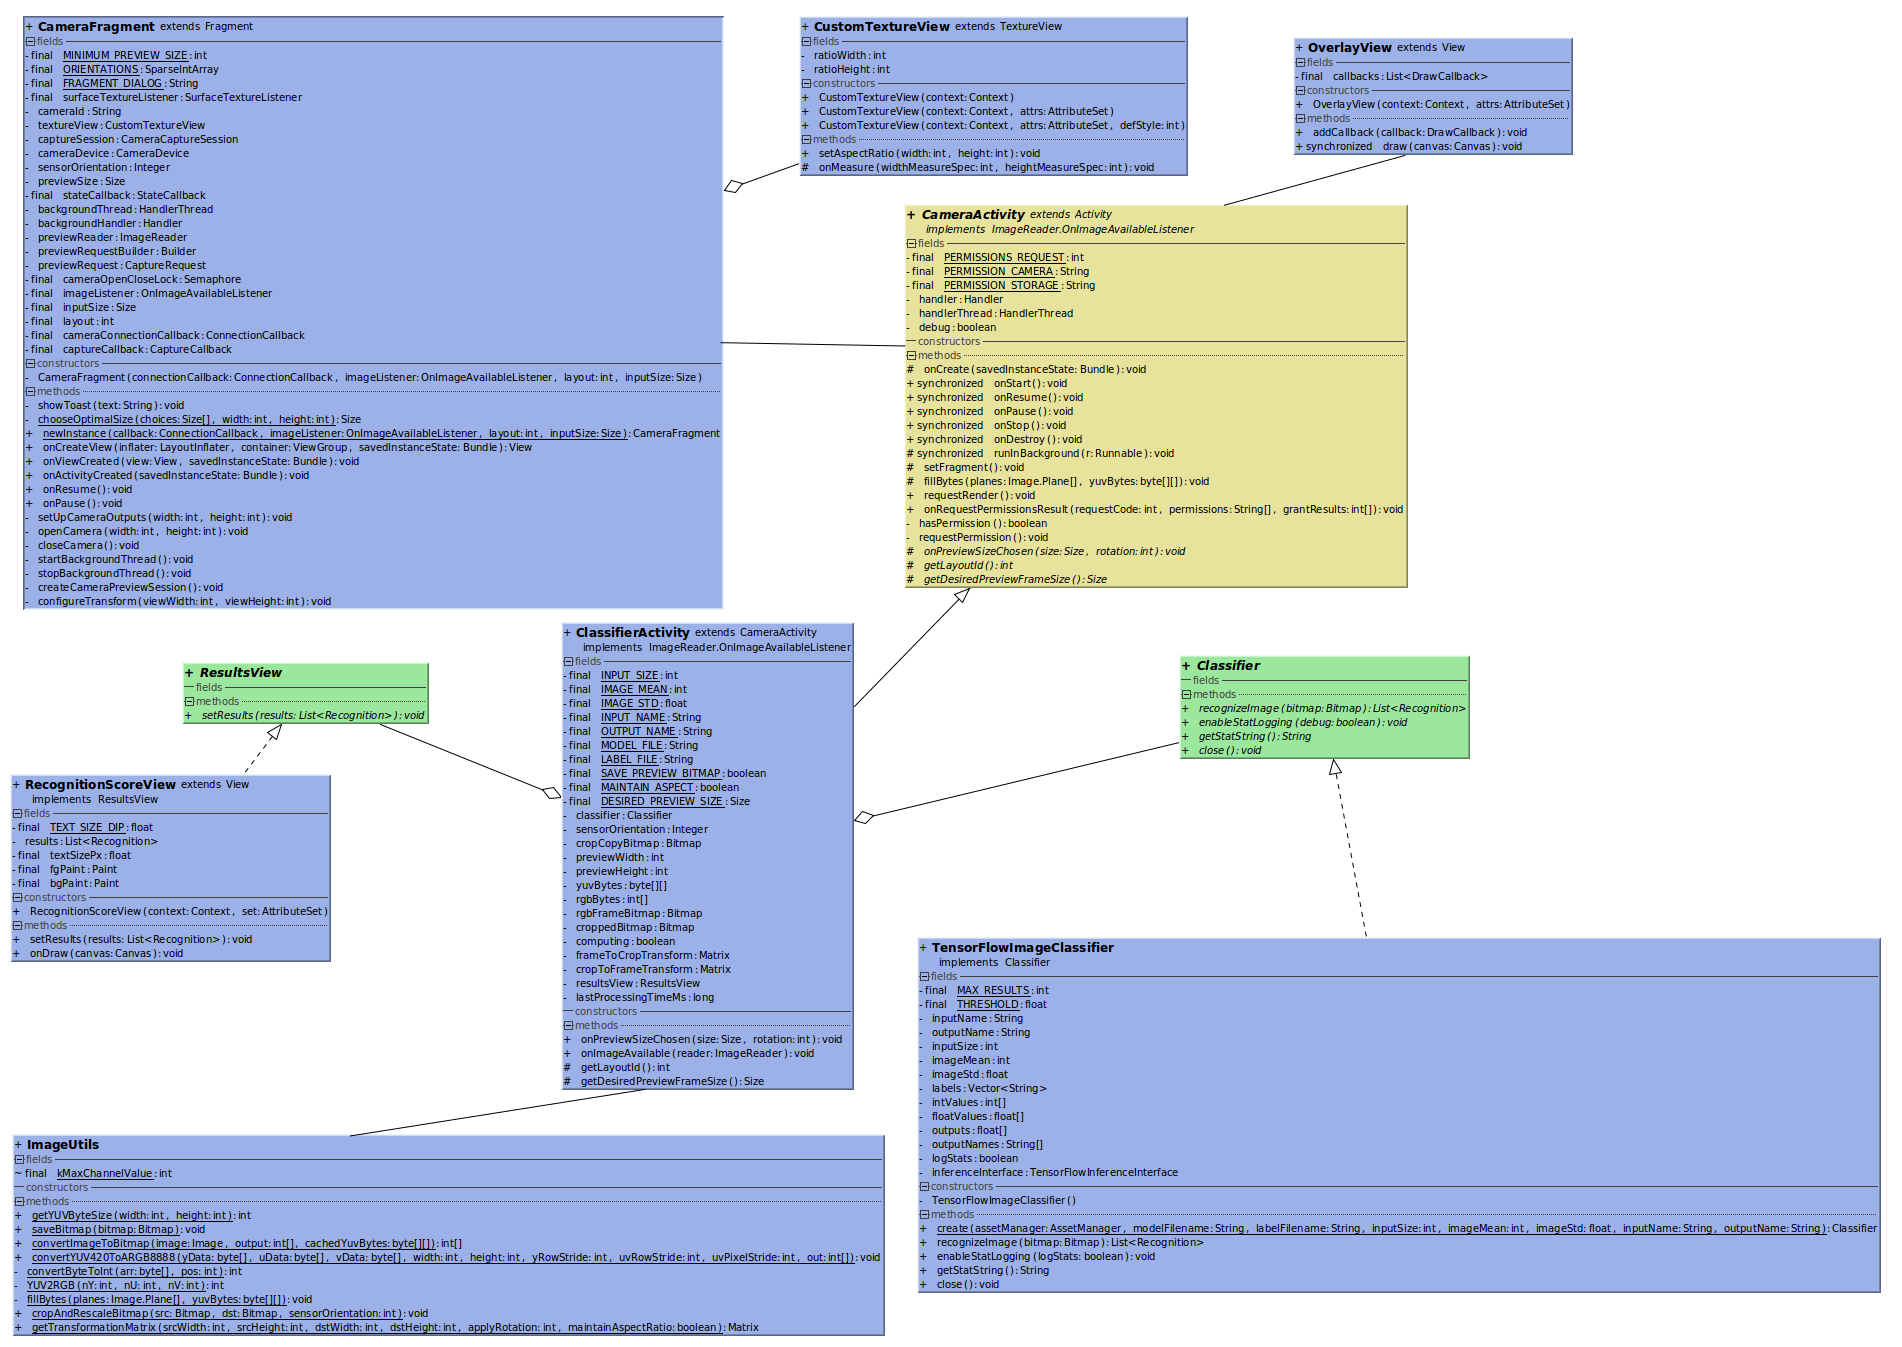 + CameraFragment extends Fragment
fields
- final MINIMUM_PREVIEW_SIZE : int
- final ORIENTATIONS : SparseIntArray
- final FRAGMENT_DIALOG : String
- final surfaceTextureListener : SurfaceTextureListener
- cameraId : String
- textureView : CustomTextureView
- captureSession : CameraCaptureSession
- cameraDevice : CameraDevice
- sensorOrientation : Integer
- previewSize : Size
- final stateCallback : StateCallback
- backgroundThread : HandlerThread
- backgroundHandler : Handler
- previewReader : ImageReader
- previewRequestBuilder : Builder
- previewRequest : CaptureRequest
- final cameraOpenCloseLock : Semaphore
- final imageListener : OnImageAvailableListener
- final inputSize : Size
- final layout : int
- final cameraConnectionCallback : ConnectionCallback
- final captureCallback : CaptureCallback
constructors
- CameraFragment (connectionCallback: ConnectionCallback , imageListener: OnImageAvailableListener , layout: int , inputSize: Size )
methods
- showToast (text: String ): void
- chooseOptimalSize (choices: Size[] , width: int , height: int ): Size
+ newInstance (callback: ConnectionCallback , imageListener: OnImageAvailableListener , layout: int , inputSize: Size ): CameraFragment
+ onCreateView (inflater: LayoutInflater , container: ViewGroup , savedInstanceState: Bundle ): View
+ onViewCreated (view: View , savedInstanceState: Bundle ): void
+ onActivityCreated (savedInstanceState: Bundle ): void
+ onResume (): void
+ onPause (): void
- setUpCameraOutputs (width: int , height: int ): void
- openCamera (width: int , height: int ): void
- closeCamera (): void
- startBackgroundThread (): void
- stopBackgroundThread (): void
- createCameraPreviewSession (): void
- configureTransform (viewWidth: int , viewHeight: int ): void
+ CustomTextureView extends TextureView
fields
- ratioWidth : int
- ratioHeight : int
constructors
+ CustomTextureView (context: Context )
+ CustomTextureView (context: Context , attrs: AttributeSet )
+ CustomTextureView (context: Context , attrs: AttributeSet , defStyle: int )
methods
+ setAspectRatio (width: int , height: int ): void
# onMeasure (widthMeasureSpec: int , heightMeasureSpec: int ): void
+ OverlayView extends View
fields
- final callbacks : List<DrawCallback>
constructors
+ OverlayView (context: Context , attrs: AttributeSet )
methods
+ addCallback (callback: DrawCallback ): void
+ synchronized draw (canvas: Canvas ): void
+ CameraActivity extends Activity
implements ImageReader.OnImageAvailableListener
fields
- final PERMISSIONS_REQUEST : int
- final PERMISSION_CAMERA : String
- final PERMISSION_STORAGE : String
- handler : Handler
- handlerThread : HandlerThread
- debug : boolean
constructors
methods
# onCreate (savedInstanceState: Bundle ): void
+ synchronized onStart (): void
+ synchronized onResume (): void
+ synchronized onPause (): void
+ synchronized onStop (): void
+ synchronized onDestroy (): void
# synchronized runInBackground (r: Runnable ): void
# setFragment (): void
# fillBytes (planes: Image.Plane[] , yuvBytes: byte[][] ): void
+ requestRender (): void
+ onRequestPermissionsResult (requestCode: int , permissions: String[] , grantResults: int[] ): void
- hasPermission (): boolean
- requestPermission (): void
# onPreviewSizeChosen (size: Size , rotation: int ): void
# getLayoutId (): int
# getDesiredPreviewFrameSize (): Size
+ ClassifierActivity extends CameraActivity
implements ImageReader.OnImageAvailableListener
fields
- final INPUT_SIZE : int
- final IMAGE_MEAN : int
- final IMAGE_STD : float
- final INPUT_NAME : String
- final OUTPUT_NAME : String
- final MODEL_FILE : String
- final LABEL_FILE : String
- final SAVE_PREVIEW_BITMAP : boolean
- final MAINTAIN_ASPECT : boolean
- final DESIRED_PREVIEW_SIZE : Size
- classifier : Classifier
- sensorOrientation : Integer
- cropCopyBitmap : Bitmap
- previewWidth : int
- previewHeight : int
- yuvBytes : byte[][]
- rgbBytes : int[]
- rgbFrameBitmap : Bitmap
- croppedBitmap : Bitmap
- computing : boolean
- frameToCropTransform : Matrix
- cropToFrameTransform : Matrix
- resultsView : ResultsView
- lastProcessingTimeMs : long
constructors
methods
+ onPreviewSizeChosen (size: Size , rotation: int ): void
+ onImageAvailable (reader: ImageReader ): void
# getLayoutId (): int
# getDesiredPreviewFrameSize (): Size
+ ResultsView
fields
methods
+ setResults (results: List<Recognition> ): void
+ Classifier
fields
methods
+ recognizeImage (bitmap: Bitmap ): List<Recognition>
+ enableStatLogging (debug: boolean ): void
+ getStatString (): String
+ close (): void
+ RecognitionScoreView extends View
implements ResultsView
fields
- final TEXT_SIZE_DIP : float
- results : List<Recognition>
- final textSizePx : float
- final fgPaint : Paint
- final bgPaint : Paint
constructors
+ RecognitionScoreView (context: Context , set: AttributeSet )
methods
+ setResults (results: List<Recognition> ): void
+ onDraw (canvas: Canvas ): void
+ TensorFlowImageClassifier
implements Classifier
fields
- final MAX_RESULTS : int
- final THRESHOLD : float
- inputName : String
- outputName : String
- inputSize : int
- imageMean : int
- imageStd : float
- labels : Vector<String>
- intValues : int[]
- floatValues : float[]
- outputs : float[]
- outputNames : String[]
- logStats : boolean
- inferenceInterface : TensorFlowInferenceInterface
constructors
- TensorFlowImageClassifier ()
methods
+ create (assetManager: AssetManager , modelFilename: String , labelFilename: String , inputSize: int , imageMean: int , imageStd: float , inputName: String , outputName: String ): Classifier
+ recognizeImage (bitmap: Bitmap ): List<Recognition>
+ enableStatLogging (logStats: boolean ): void
+ getStatString (): String
+ close (): void
+ ImageUtils
fields
~ final kMaxChannelValue : int
constructors
methods
+ getYUVByteSize (width: int , height: int ): int
+ saveBitmap (bitmap: Bitmap ): void
+ convertImageToBitmap (image: Image , output: int[] , cachedYuvBytes: byte[][] ): int[]
+ convertYUV420ToARGB8888 (yData: byte[] , uData: byte[] , vData: byte[] , width: int , height: int , yRowStride: int , uvRowStride: int , uvPixelStride: int , out: int[] ): void
- convertByteToInt (arr: byte[] , pos: int ): int
- YUV2RGB (nY: int , nU: int , nV: int ): int
- fillBytes (planes: Image.Plane[] , yuvBytes: byte[][] ): void
+ cropAndRescaleBitmap (src: Bitmap , dst: Bitmap , sensorOrientation: int ): void
+ getTransformationMatrix (srcWidth: int , srcHeight: int , dstWidth: int , dstHeight: int , applyRotation: int , maintainAspectRatio: boolean ): Matrix